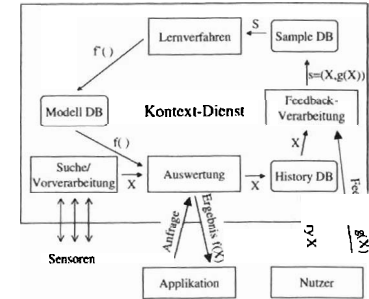 S
Lernverfahren
Sample DB
f*( )
s=(X,g(X))
Modell DB
Kontext-Dienst
Feedback-
Verarbeitung
f( )
X
Suche/
Vorverarbeitung
X
Auswertung
X
History DB
Anfrage
Ergebnis f(X)
g(X)
ry X
Sensoren
Applikation
Nutzer